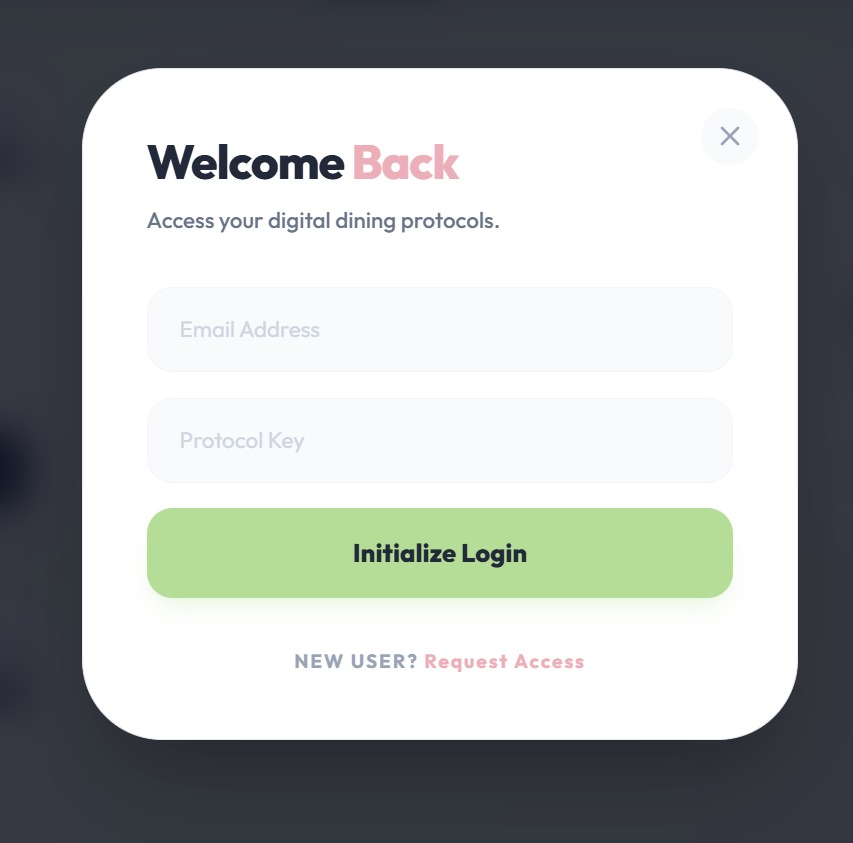 Welcome Back
Access your digital dining protocols.
Email Address
Protocol Key
Initialize Login
NEW USER? Request Access